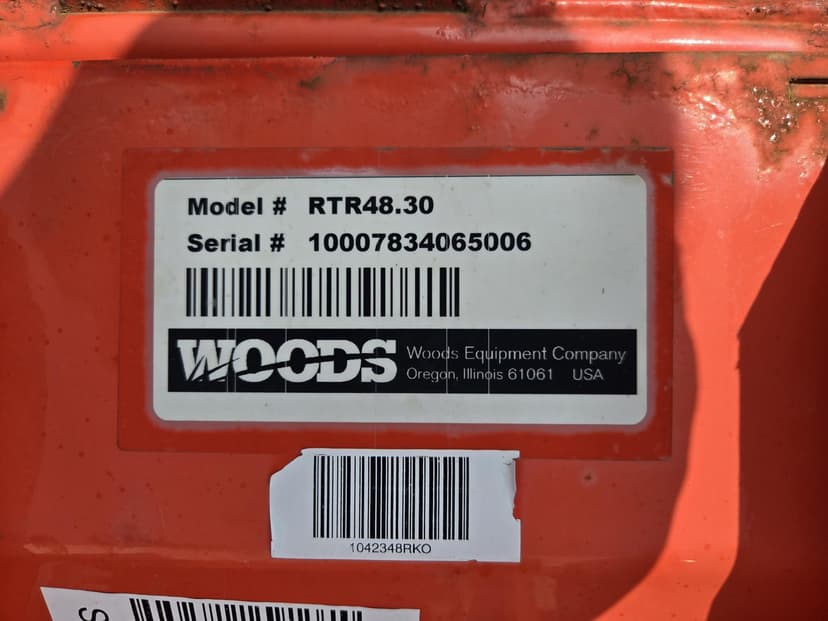 Model # RTR48.30
Serial # 10007834065006
WOODS
Woods Equipment Company
Oregon, Illinois 61061 USA
1042348RKO
S